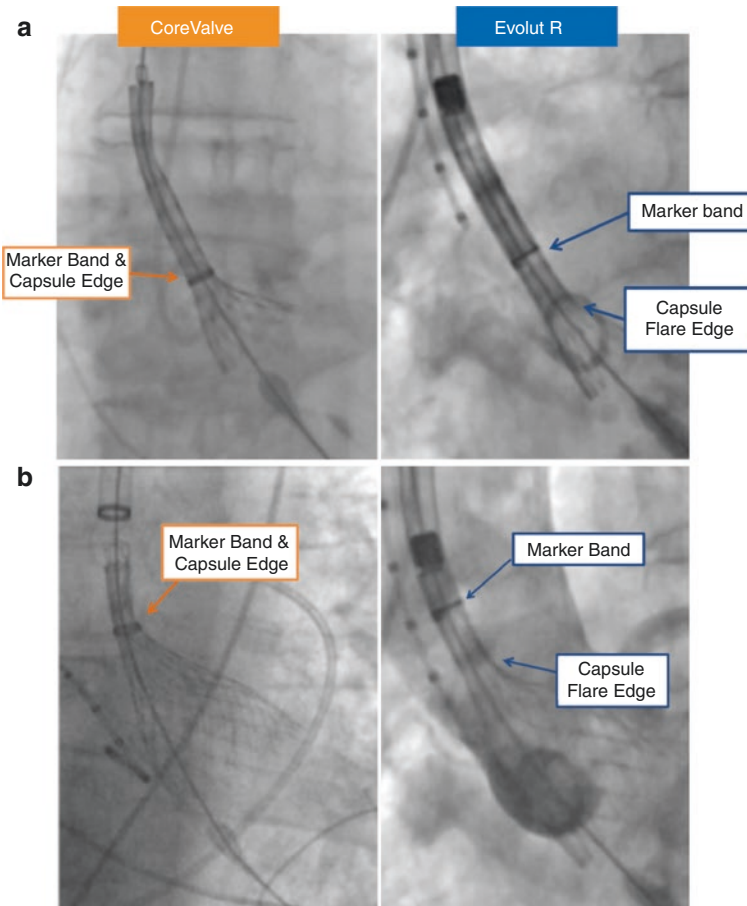 a
CoreValve
Evolut R
Marker Band &
Capsule Edge
Marker band
Capsule
Flare Edge
b
Marker Band &
Capsule Edge
Marker Band
Capsule
Flare Edge